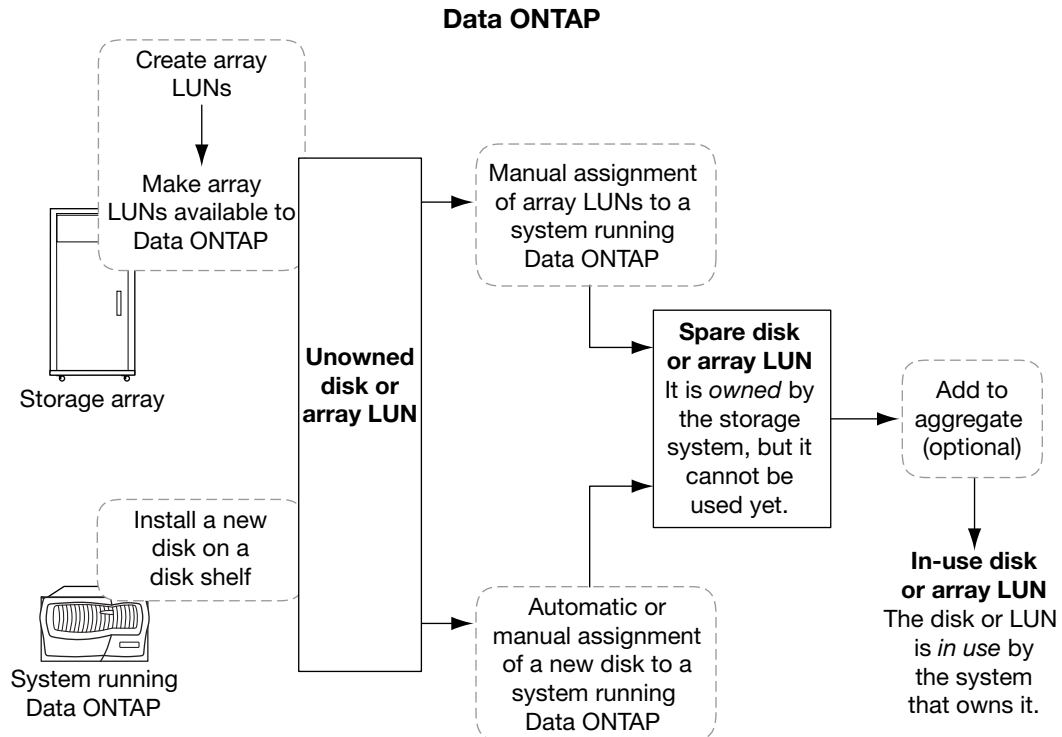 Data ONTAP
Create array
LUNs
Make array
LUNs available to
Data ONTAP
Storage array
Install a new
disk on a
disk shelf
System running
Data ONTAP
Unowned
disk or
array LUN
Manual assignment
of array LUNs to a
system running
Data ONTAP
Automatic or
manual assignment
of a new disk to a
system running
Data ONTAP
Spare disk
or array LUN
It is owned by
the storage
system, but it
cannot be
used yet.
Add to
aggregate
(optional)
In-use disk
or array LUN
The disk or LUN
is in use by
the system
that owns it.